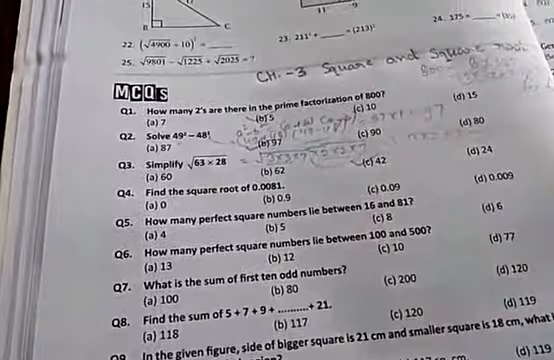 15
B C
11 9
22. (√4900 ÷ 10)² = ____
23. 211² + ____ = (213)²
24. 175 =
25. √9801 − √1225 + √2025 = ?
CH.-3 Square and Square
MCQs
Q1. How many 2's are there in the prime factorization of 800?
(a) 7 (b) 5 (c) 10 (d) 15
Q2. Solve 49² − 48²
(a) 87 (b) 97 (c) 90 (d) 80
Q3. Simplify √63 × 28
(a) 60 (b) 62 (c) 42 (d) 24
Q4. Find the square root of 0.0081.
(a) 0 (b) 0.9 (c) 0.09 (d) 0.009
Q5. How many perfect square numbers lie between 16 and 81?
(a) 4 (b) 5 (c) 8 (d) 6
Q6. How many perfect square numbers lie between 100 and 500?
(a) 13 (b) 12 (c) 10 (d) 77
Q7. What is the sum of first ten odd numbers?
(a) 100 (b) 80 (c) 200 (d) 120
Q8. Find the sum of 5 + 7 + 9 + .......... + 21.
(a) 118 (b) 117 (c) 120 (d) 119
Q9. In the given figure, side of bigger square is 21 cm and smaller square is 18 cm, what
(d) 119